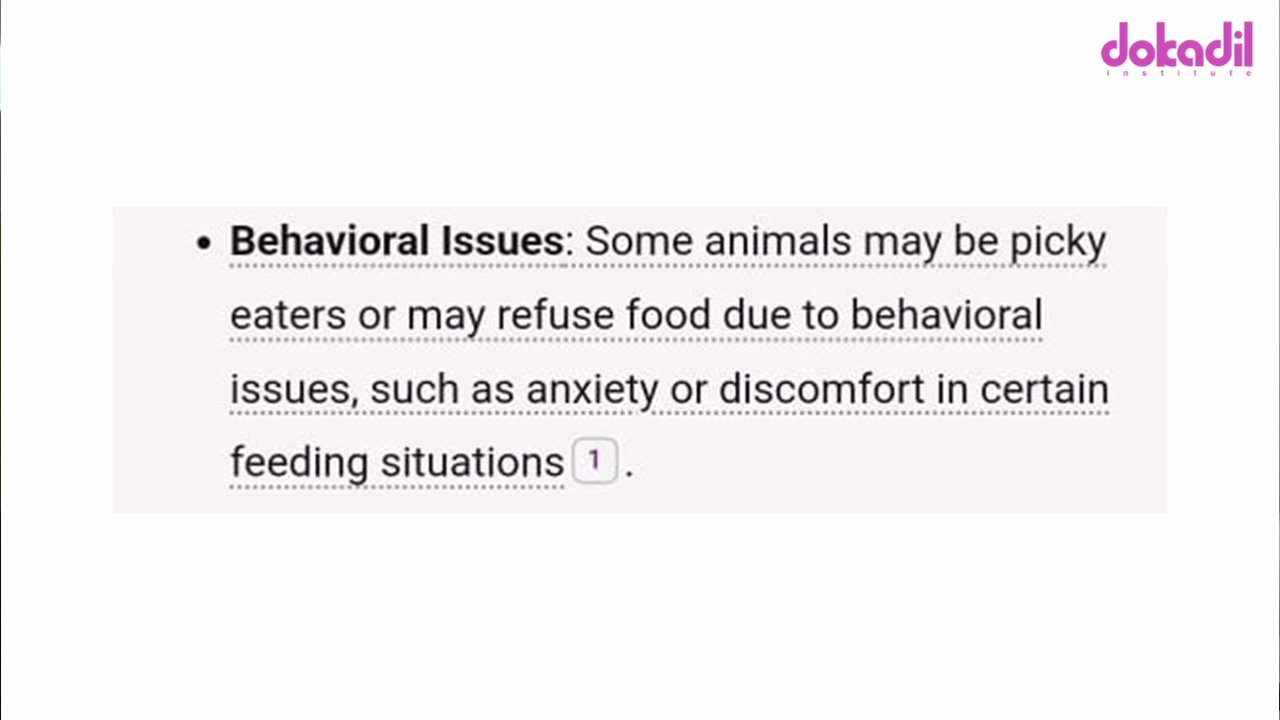 dokadil
institute
• Behavioral Issues: Some animals may be picky
eaters or may refuse food due to behavioral
issues, such as anxiety or discomfort in certain
feeding situations 1 .